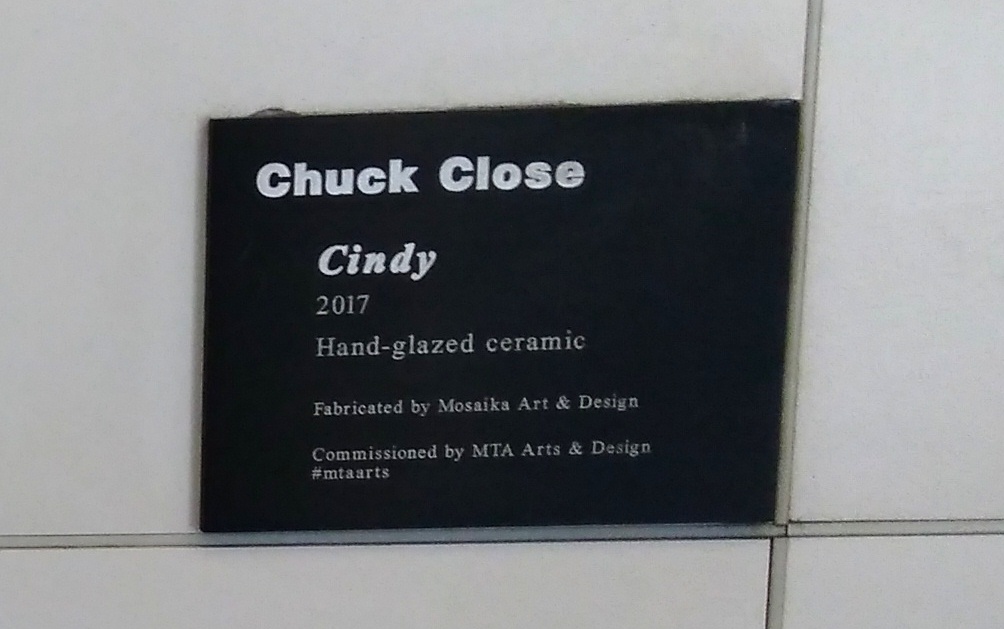 Chuck Close
Cindy
2017
Hand-glazed ceramic
Fabricated by Mosaika Art & Design
Commissioned by MTA Arts & Design
#mtaarts